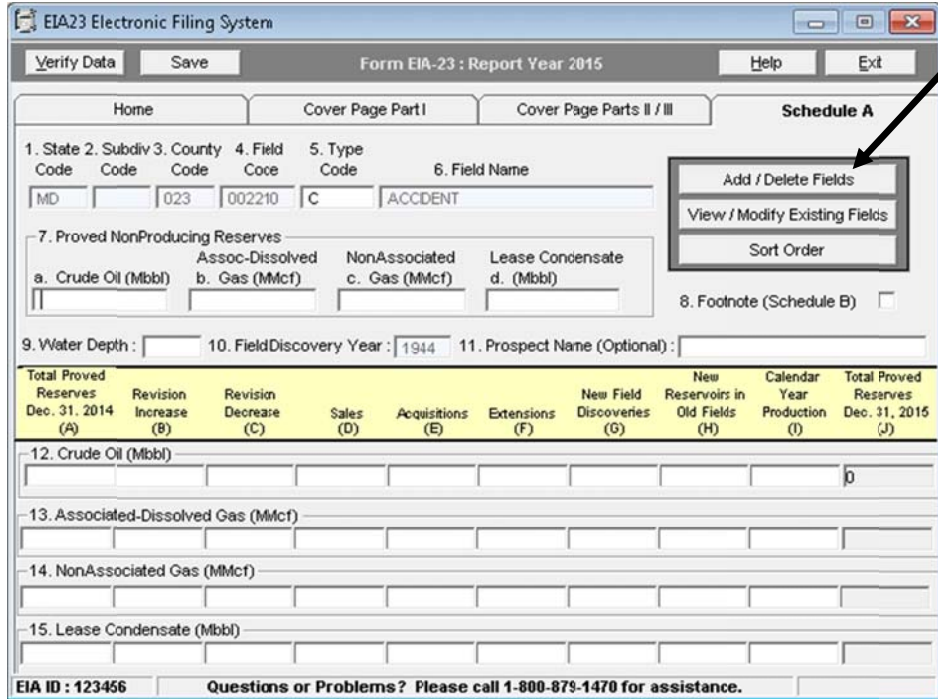 EIA23 Electronic Filing System
Verify Data Save Form EIA-23 : Report Year 2015 Help Exit
Home Cover Page Part I Cover Page Parts II / III Schedule A
1. State 2. Subdiv 3. County 4. Field 5. Type
Code Code Code Coce Code 6. Field Name
MD 023 002210 C ACCDENT
Add / Delete Fields
View / Modify Existing Fields
Sort Order
7. Proved NonProducing Reserves
Assoc-Dissolved NonAssociated Lease Condensate
a. Crude Oil (Mbbl) b. Gas (MMcf) c. Gas (MMcf) d. (Mbbl)
8. Footnote (Schedule B)
9. Water Depth : 10. FieldDiscovery Year : 1944 11. Prospect Name (Optional) :
Total Proved New Calendar Total Proved
Reserves Revision Revision New Field Reservoirs in Year Reserves
Dec. 31. 2014 Increase Decrease Sales Acquisitions Extensions Discoveries Old Fields Production Dec. 31, 2015
(A) (B) (C) (D) (E) (F) (G) (H) (I) (J)
12. Crude Oil (Mbbl)
0
13. Associated-Dissolved Gas (MMcf)
14. NonAssociated Gas (MMcf)
15. Lease Condensate (Mbbl)
EIA ID : 123456 Questions or Problems? Please call 1-800-879-1470 for assistance.